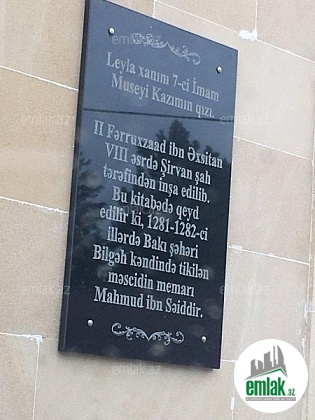 Leyla xanım 7-ci İmam
Museyi Kazımın qızı.
II Fərruxzaad ibn Əxsitan
VIII əsrdə Şirvan şah
tərəfindən inşa edilib.
Bu kitabədə qeyd
edilir ki, 1281-1282-ci
illərdə Bakı şəhəri
Bilgəh kəndində tikilən
məscidin memarı
Mahmud ibn Səiddir.
emlak.az